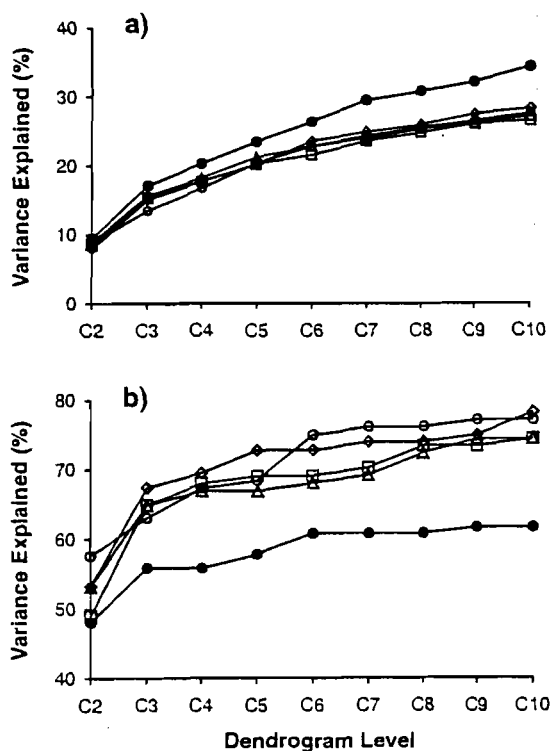 a)
Variance Explained (%)
40
30
20
10
0
C2 C3 C4 C5 C6 C7 C8 C9 C10
b)
Variance Explained (%)
80
70
60
50
40
C2 C3 C4 C5 C6 C7 C8 C9 C10
Dendrogram Level